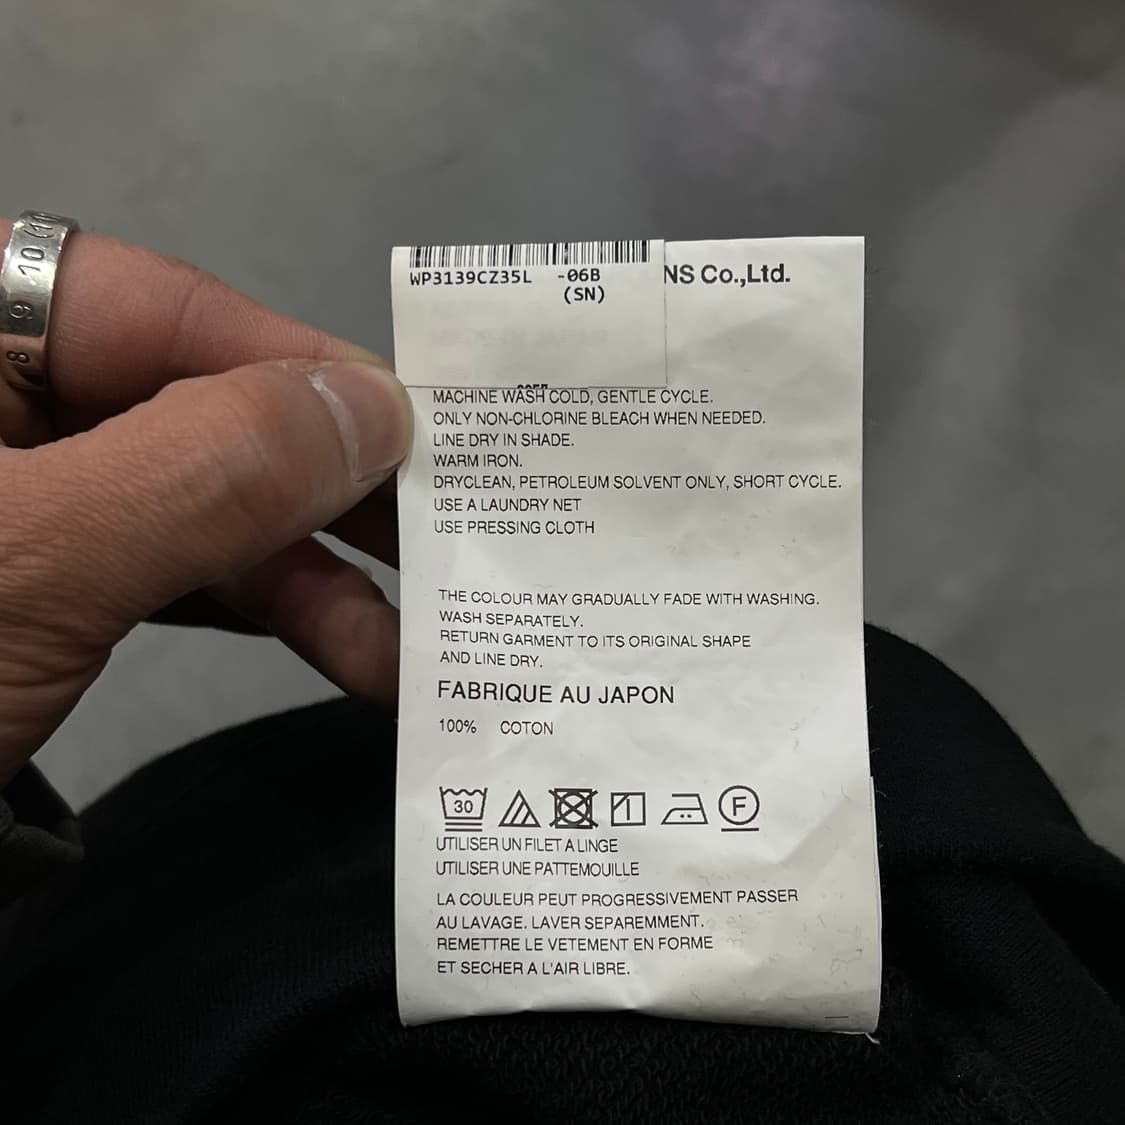 WP3139CZ35L -06B
(SN)
NS Co.,Ltd.
MACHINE WASH COLD, GENTLE CYCLE.
ONLY NON-CHLORINE BLEACH WHEN NEEDED.
LINE DRY IN SHADE.
WARM IRON.
DRYCLEAN, PETROLEUM SOLVENT ONLY, SHORT CYCLE.
USE A LAUNDRY NET
USE PRESSING CLOTH
THE COLOUR MAY GRADUALLY FADE WITH WASHING.
WASH SEPARATELY.
RETURN GARMENT TO ITS ORIGINAL SHAPE
AND LINE DRY.
FABRIQUE AU JAPON
100% COTON
30 F
UTILISER UN FILET A LINGE
UTILISER UNE PATTEMOUILLE
LA COULEUR PEUT PROGRESSIVEMENT PASSER
AU LAVAGE. LAVER SEPAREMMENT.
REMETTRE LE VETEMENT EN FORME
ET SECHER A L'AIR LIBRE.
8 9 10 (11